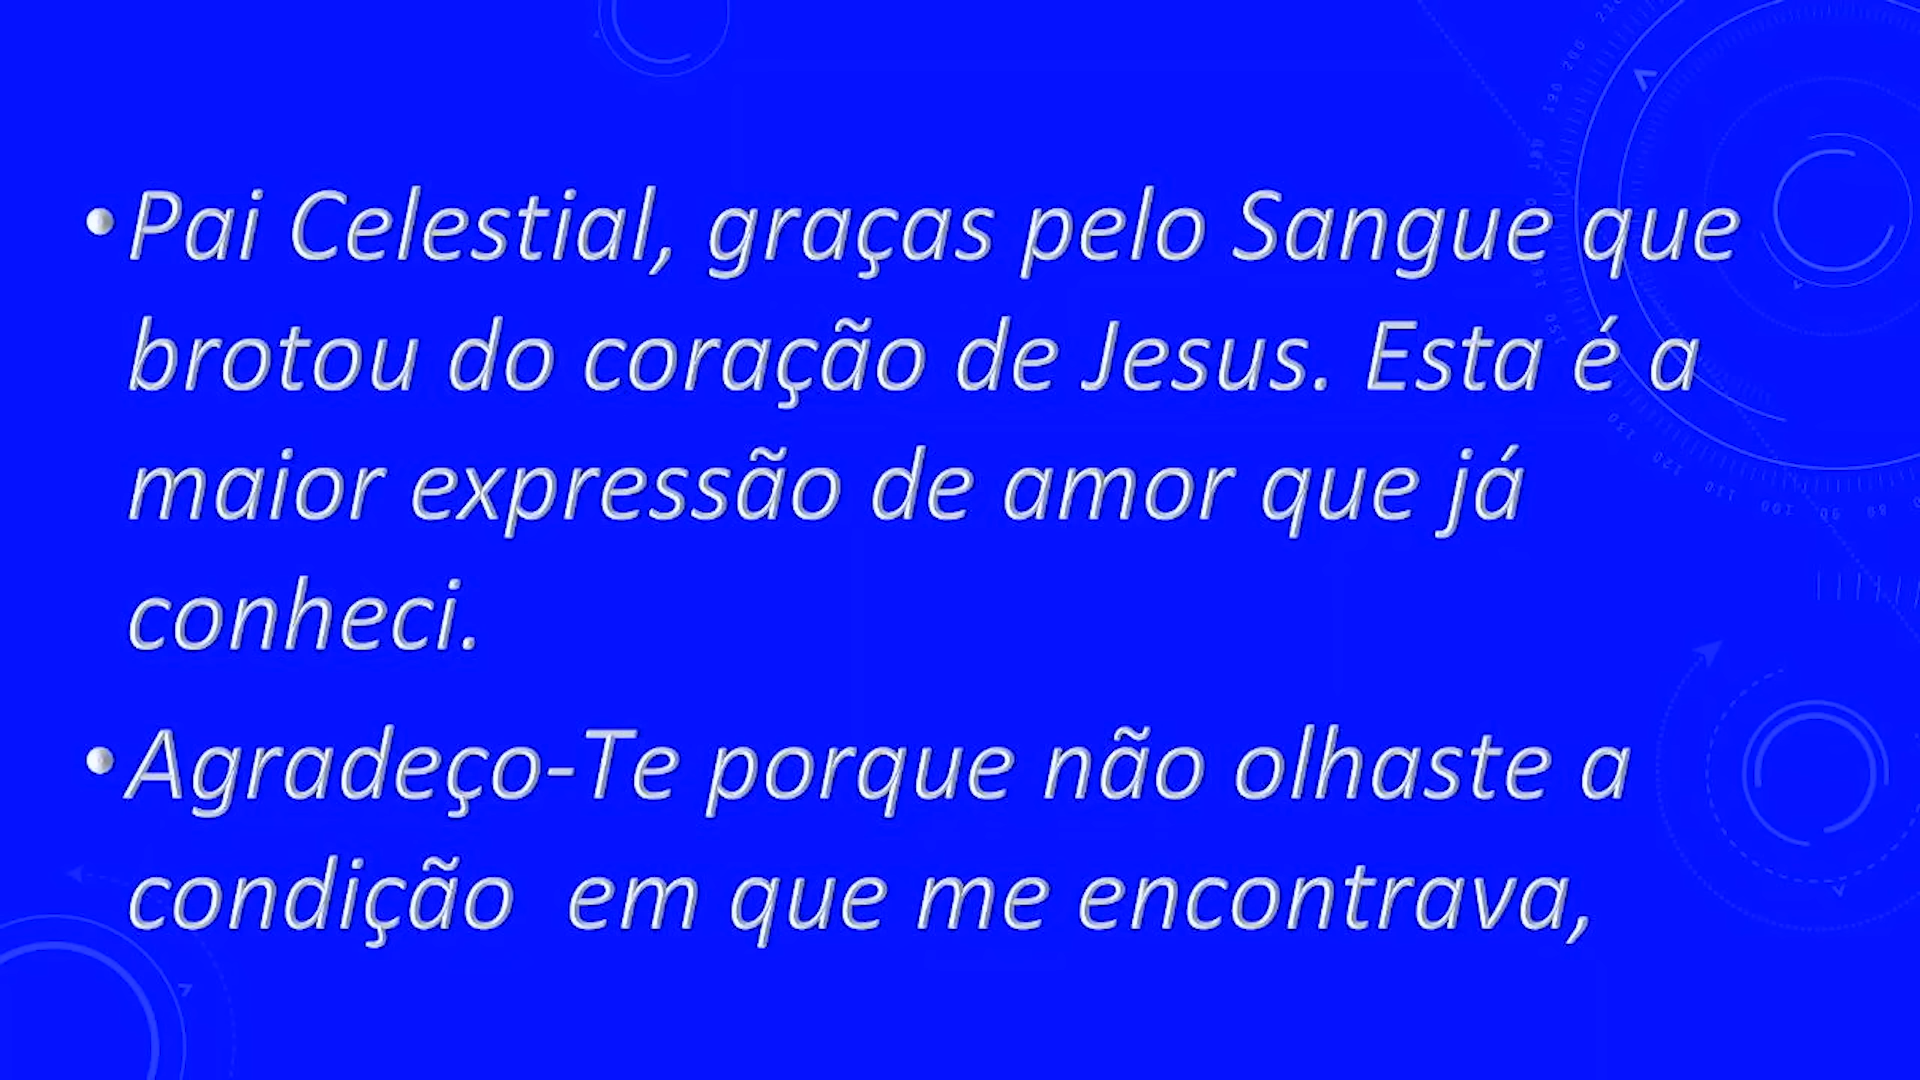 • Pai Celestial, graças pelo Sangue que
brotou do coração de Jesus. Esta é a
maior expressão de amor que já
conheci.
• Agradeço-Te porque não olhaste a
condição  em que me encontrava,